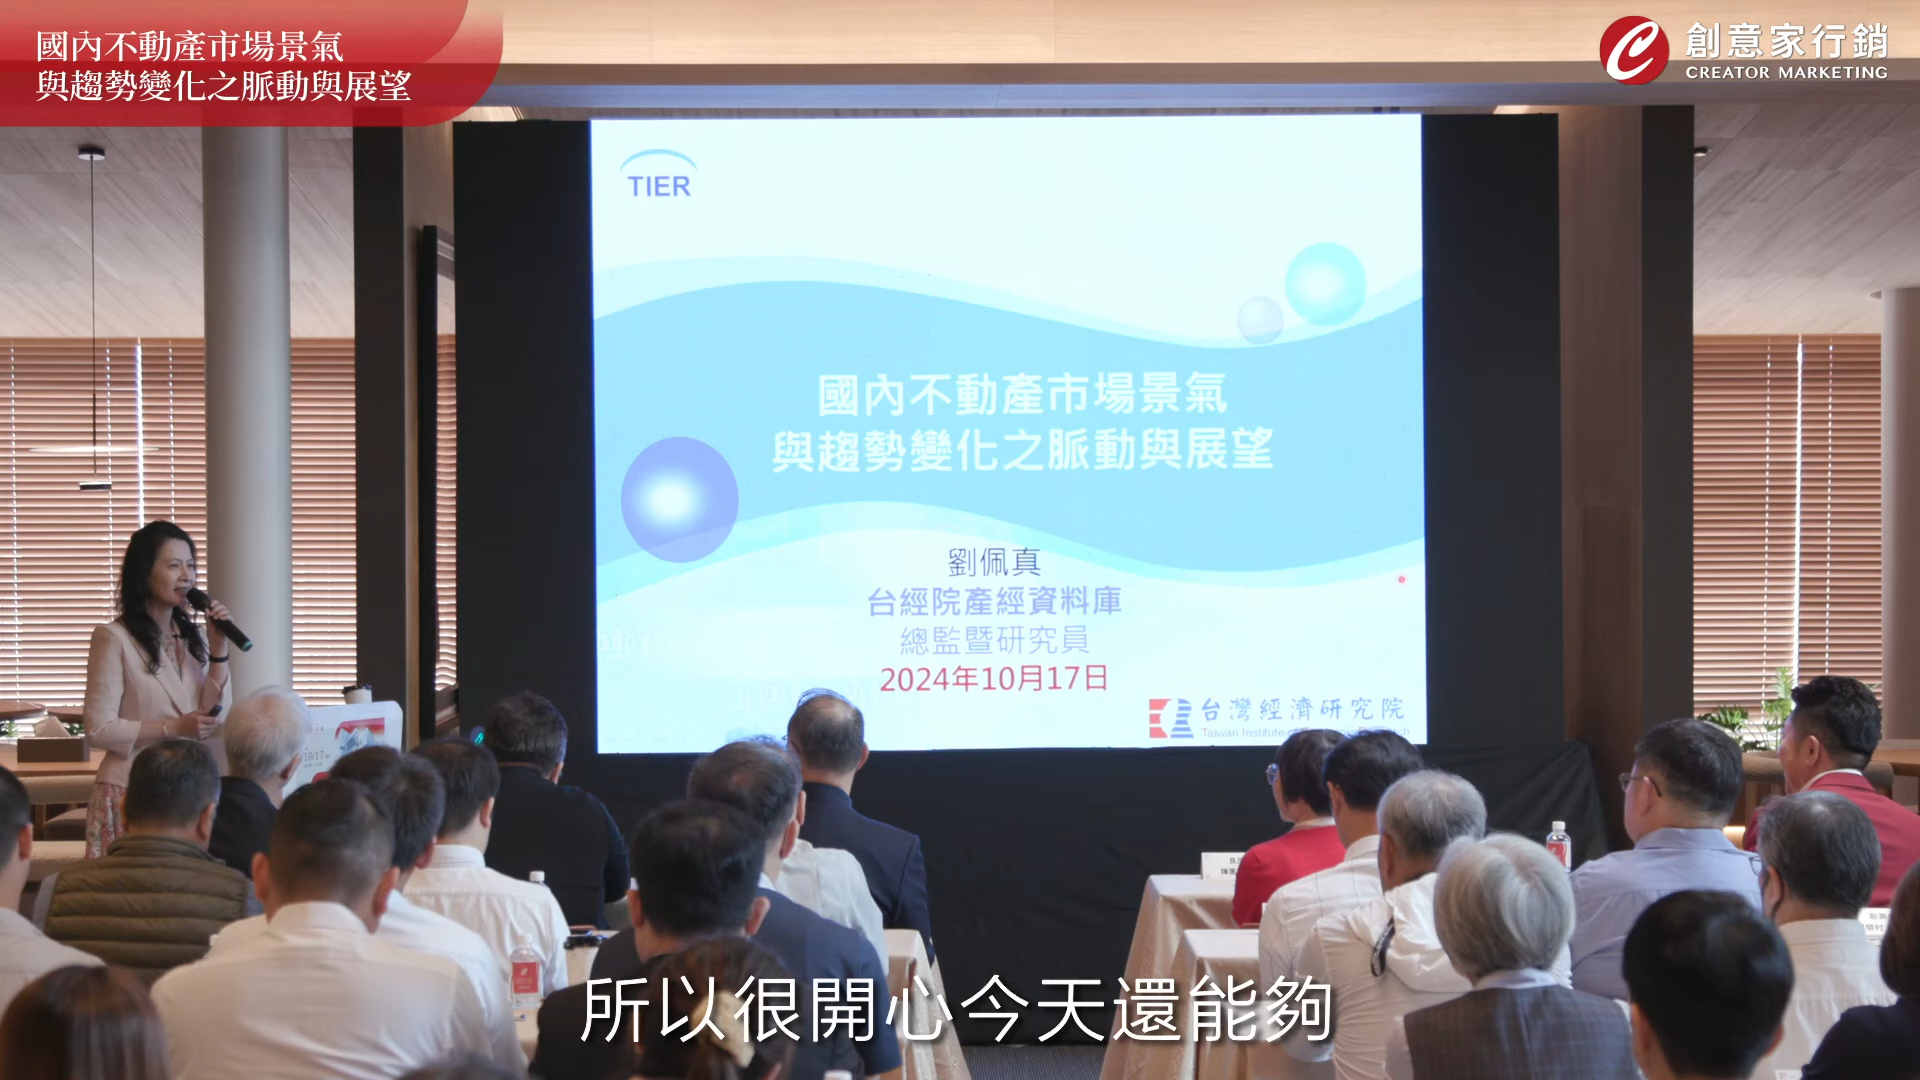 國內不動產市場景氣
與趨勢變化之脈動與展望
創意家行銷
CREATOR MARKETING
TIER
國內不動產市場景氣
與趨勢變化之脈動與展望
劉佩真
台經院產經資料庫
總監暨研究員
2024年10月17日
台灣經濟研究院
Taiwan Institute
10/17
所以很開心今天還能夠